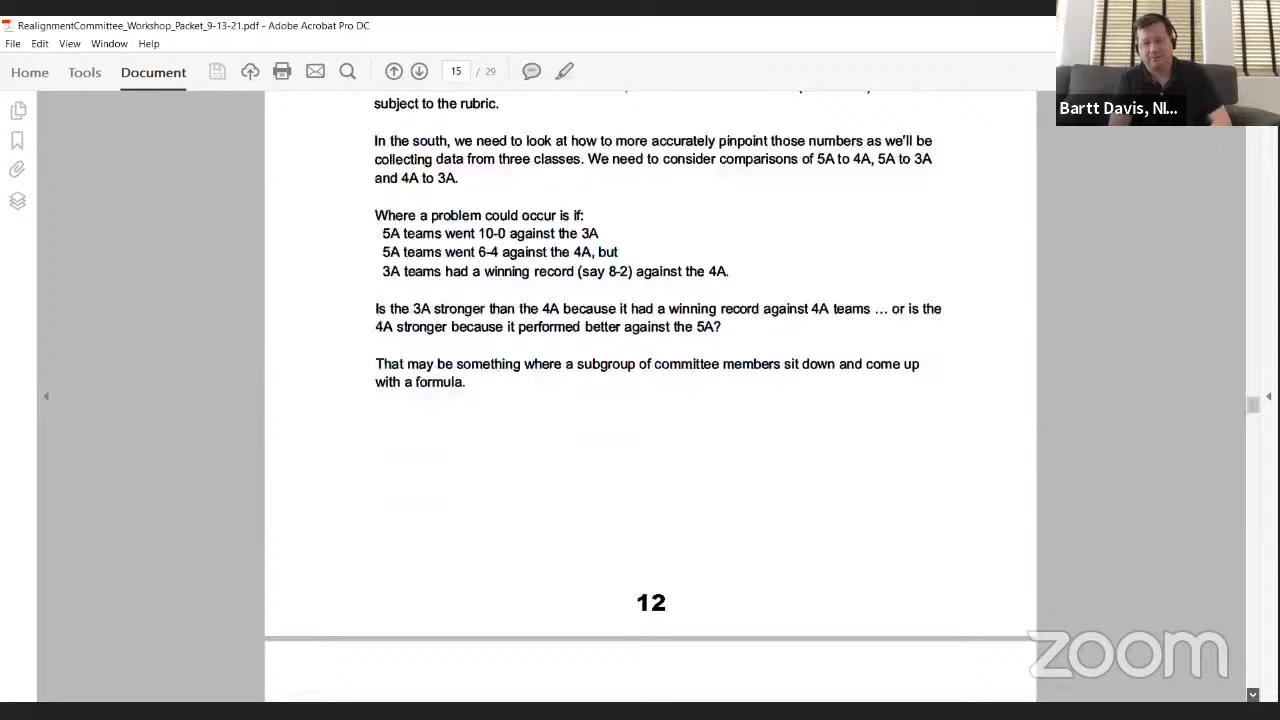 RealignmentCommittee_Workshop_Packet_9-13-21.pdf - Adobe Acrobat Pro DC
File Edit View Window Help
Home Tools Document 15 / 29
Bartt Davis, NI...
subject to the rubric.
In the south, we need to look at how to more accurately pinpoint those numbers as we'll be
collecting data from three classes. We need to consider comparisons of 5A to 4A, 5A to 3A
and 4A to 3A.
Where a problem could occur is if:
5A teams went 10-0 against the 3A
5A teams went 6-4 against the 4A, but
3A teams had a winning record (say 8-2) against the 4A.
Is the 3A stronger than the 4A because it had a winning record against 4A teams ... or is the
4A stronger because it performed better against the 5A?
That may be something where a subgroup of committee members sit down and come up
with a formula.
12
zoom